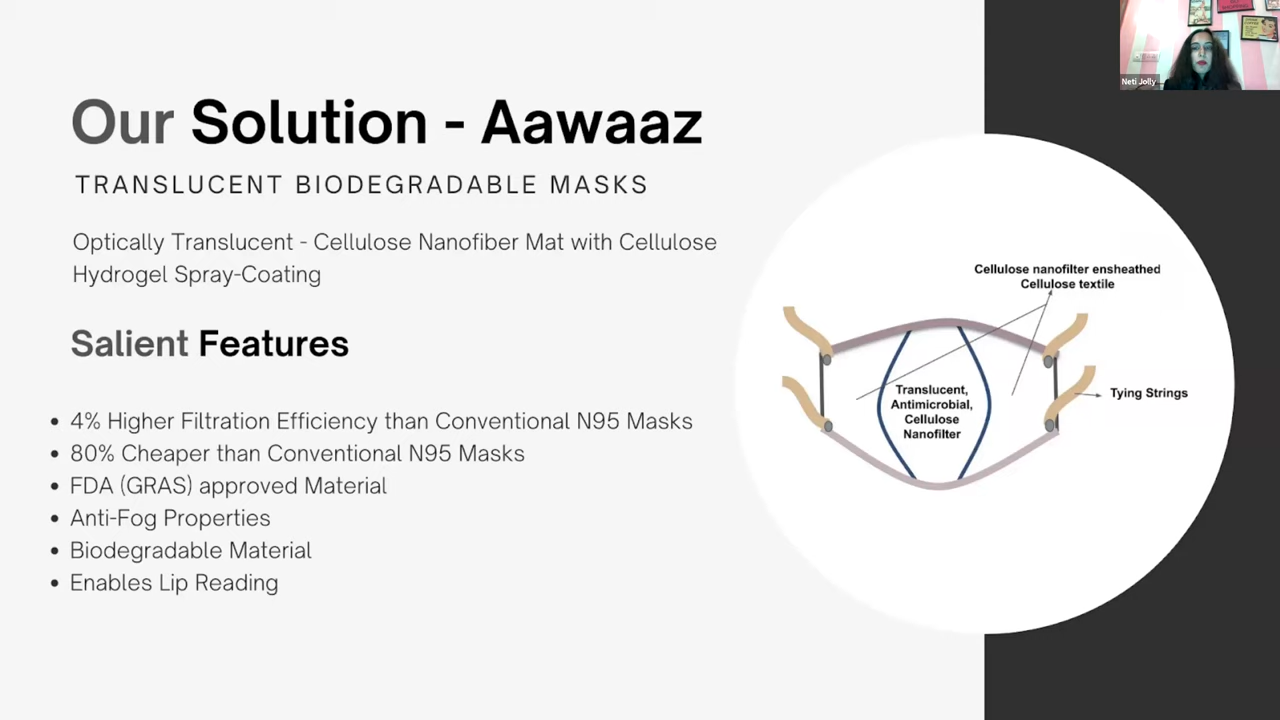 Our Solution - Aawaaz
TRANSLUCENT BIODEGRADABLE MASKS
Optically Translucent - Cellulose Nanofiber Mat with Cellulose
Hydrogel Spray-Coating
Salient Features
• 4% Higher Filtration Efficiency than Conventional N95 Masks
• 80% Cheaper than Conventional N95 Masks
• FDA (GRAS) approved Material
• Anti-Fog Properties
• Biodegradable Material
• Enables Lip Reading
Cellulose nanofilter ensheathed
Cellulose textile
Translucent,
Antimicrobial,
Cellulose
Nanofilter
Tying Strings
Neti Jolly